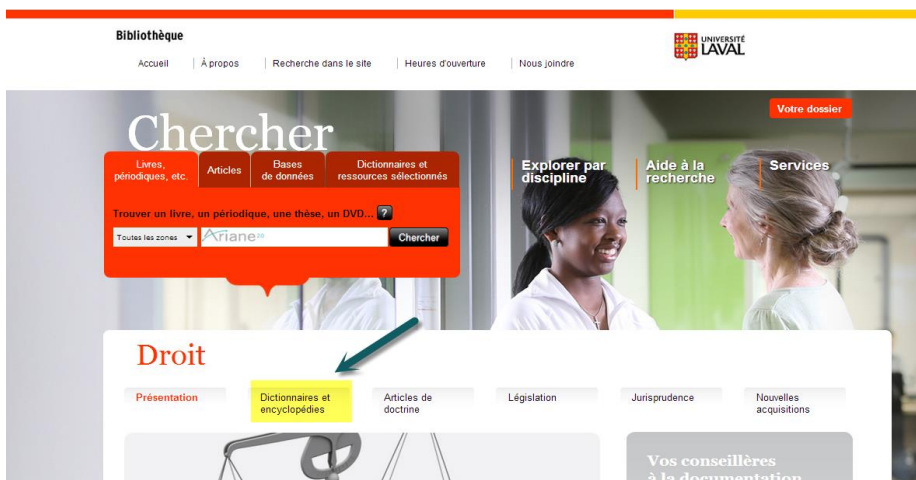 Bibliothèque
UNIVERSITÉ
LAVAL
Accueil
À propos
Recherche dans le site
Heures d'ouverture
Nous joindre
Votre dossier
Chercher
Livres,
périodiques, etc.
Articles
Bases
de données
Dictionnaires et
ressources sélectionnés
Explorer par
discipline
Aide à la
recherche
Services
Trouver un livre, un périodique, une thèse, un DVD... ?
Toutes les zones
Ariane
Chercher
Droit
Présentation
Dictionnaires et
encyclopédies
Articles de
doctrine
Législation
Jurisprudence
Nouvelles
acquisitions
Vos conseillères
à la documentation